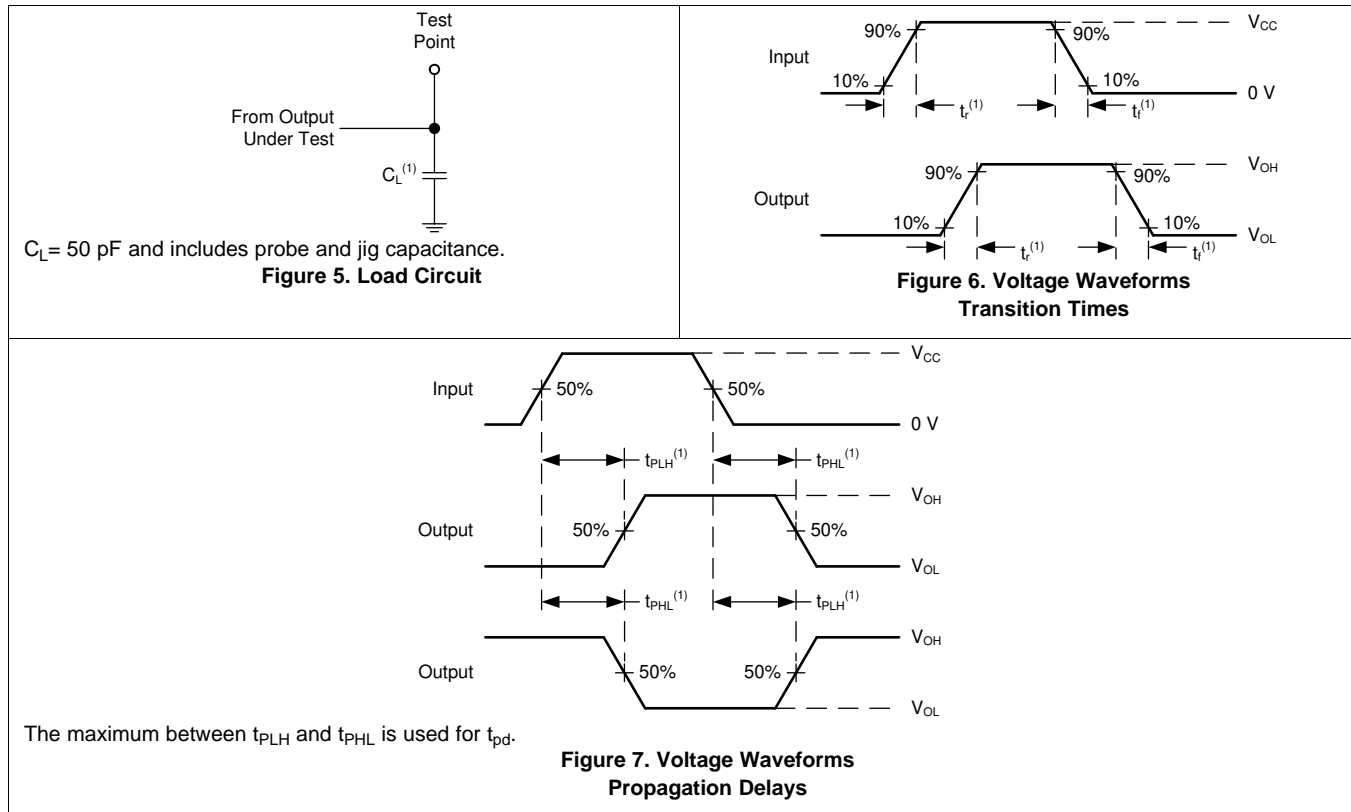 Test
Point
From Output
Under Test
C_L(1)
C_L= 50 pF and includes probe and jig capacitance.
Figure 5. Load Circuit
V_CC
90%
90%
Input
10%
10%
0 V
t_r(1)
t_f(1)
V_OH
90%
90%
Output
10%
10%
V_OL
t_r(1)
t_f(1)
Figure 6. Voltage Waveforms
Transition Times
V_CC
Input
50%
50%
0 V
t_PLH(1)
t_PHL(1)
V_OH
Output
50%
50%
V_OL
t_PHL(1)
t_PLH(1)
V_OH
Output
50%
50%
V_OL
The maximum between t_PLH and t_PHL is used for t_pd.
Figure 7. Voltage Waveforms
Propagation Delays